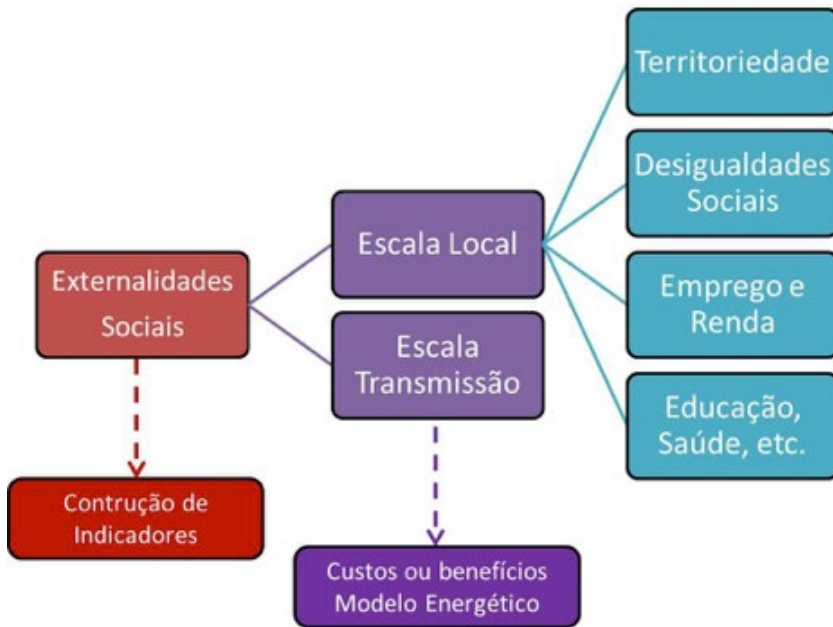 Externalidades
Sociais
Contrução de
Indicadores
Escala Local
Escala
Transmissão
Custos ou benefícios
Modelo Energético
Territoriedade
Desigualdades
Sociais
Emprego e
Renda
Educação,
Saúde, etc.